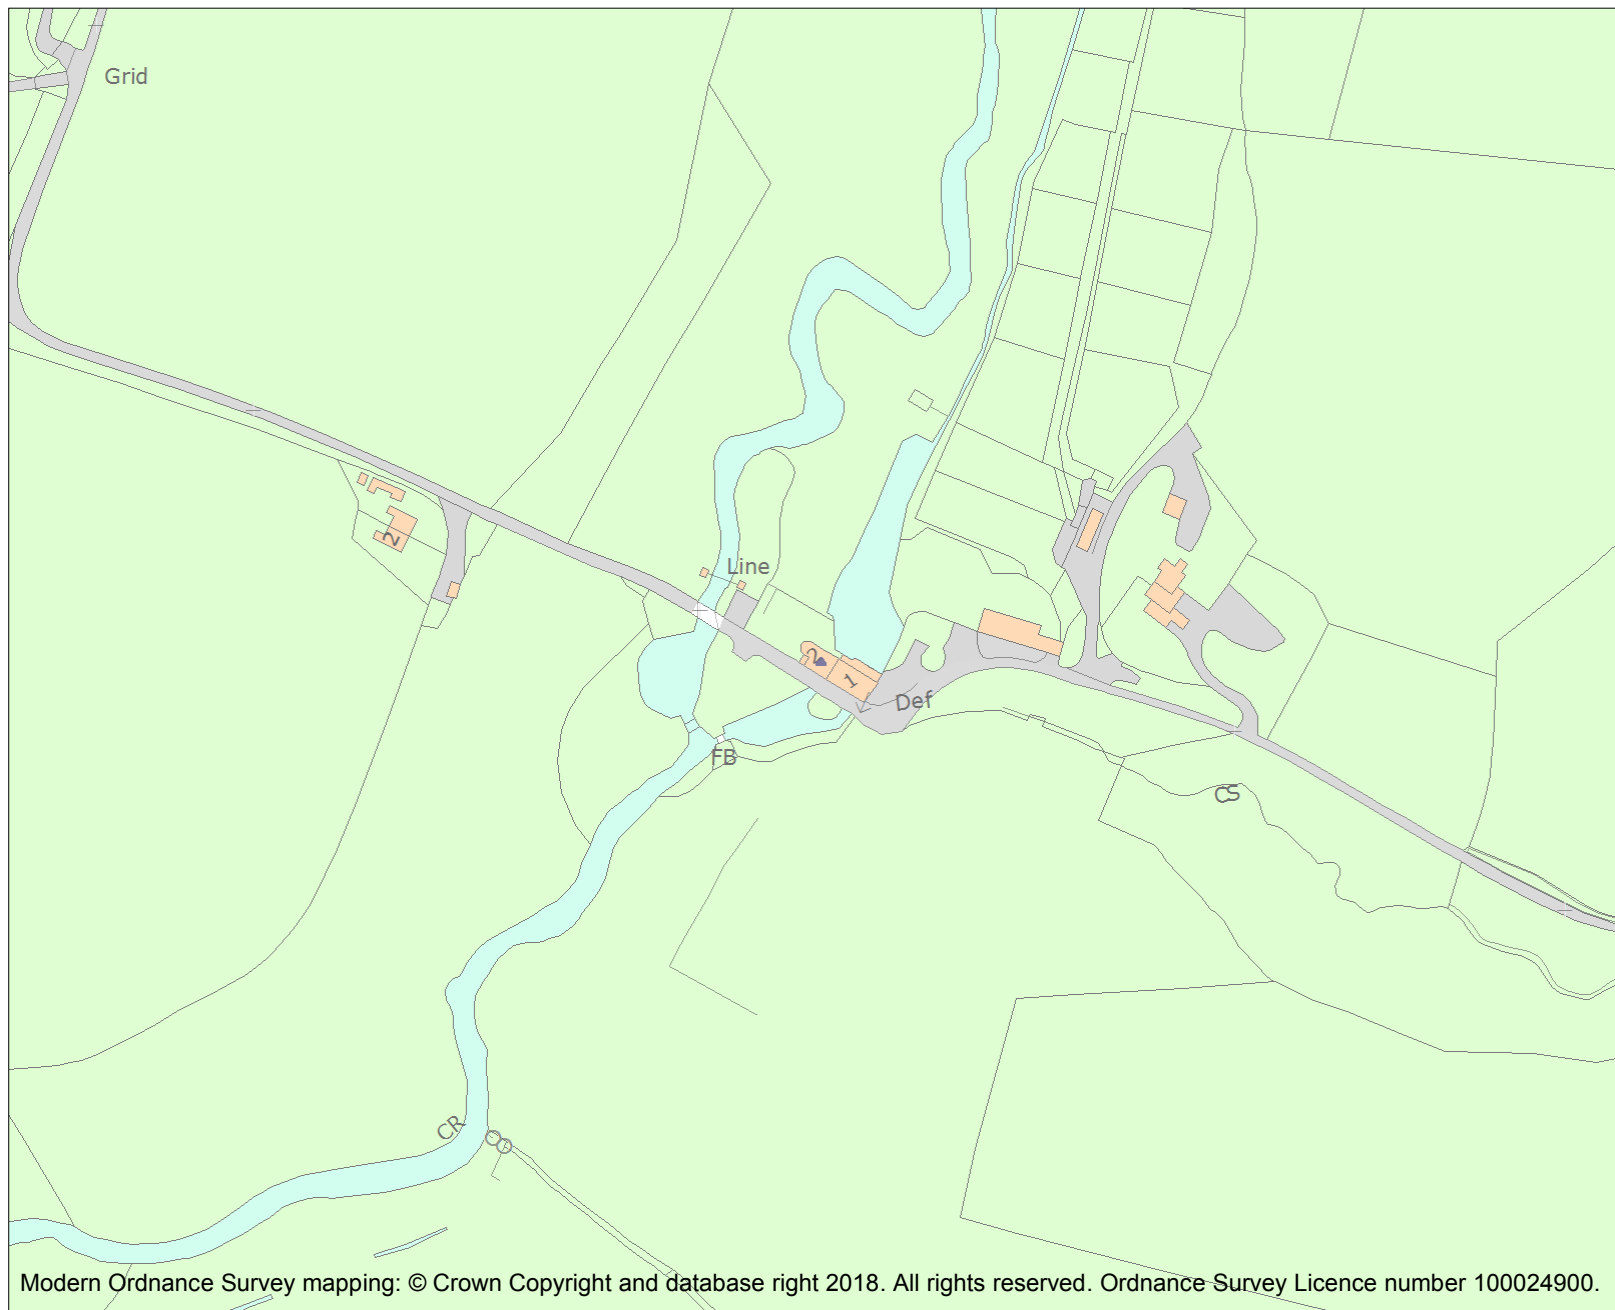 Grid
2
Line
2
1
Def
FB
CS
CR
Modern Ordnance Survey mapping: © Crown Copyright and database right 2018. All rights reserved. Ordnance Survey Licence number 100024900.